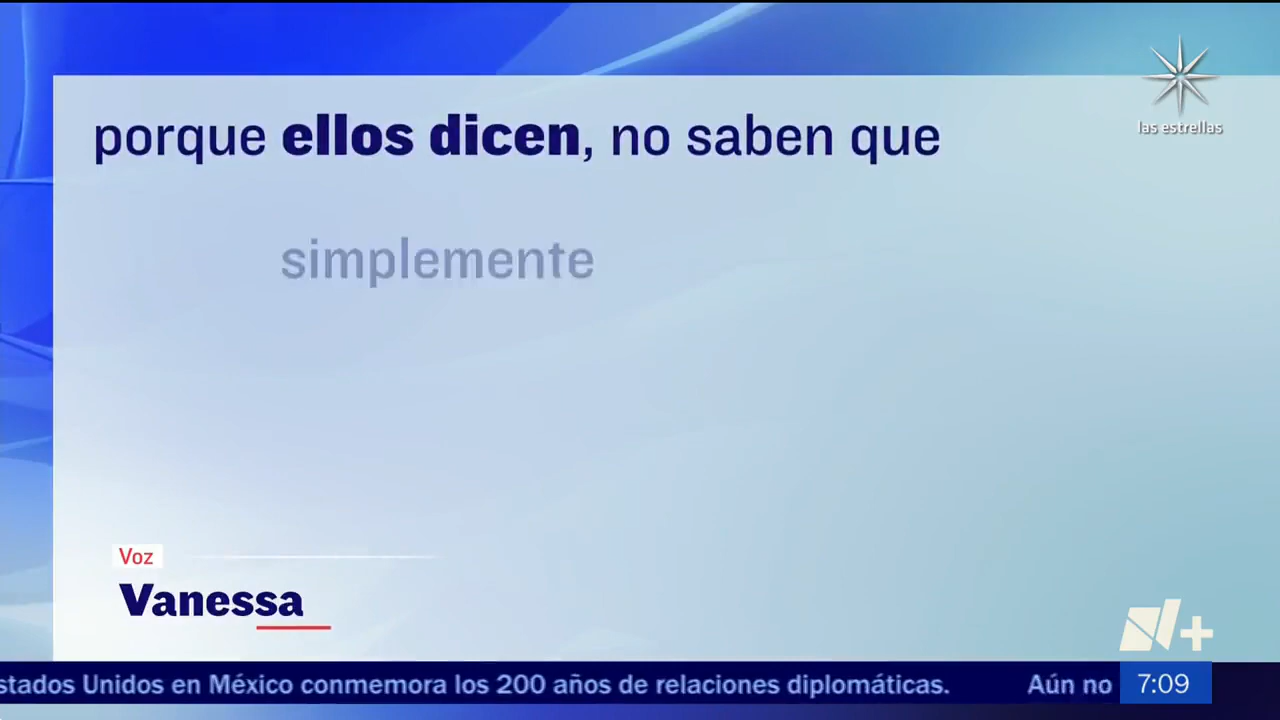 las estrellas
porque ellos dicen, no saben que
simplemente
Voz
Vanessa
N+
stados Unidos en México conmemora los 200 años de relaciones diplomáticas. Aún no 7:09